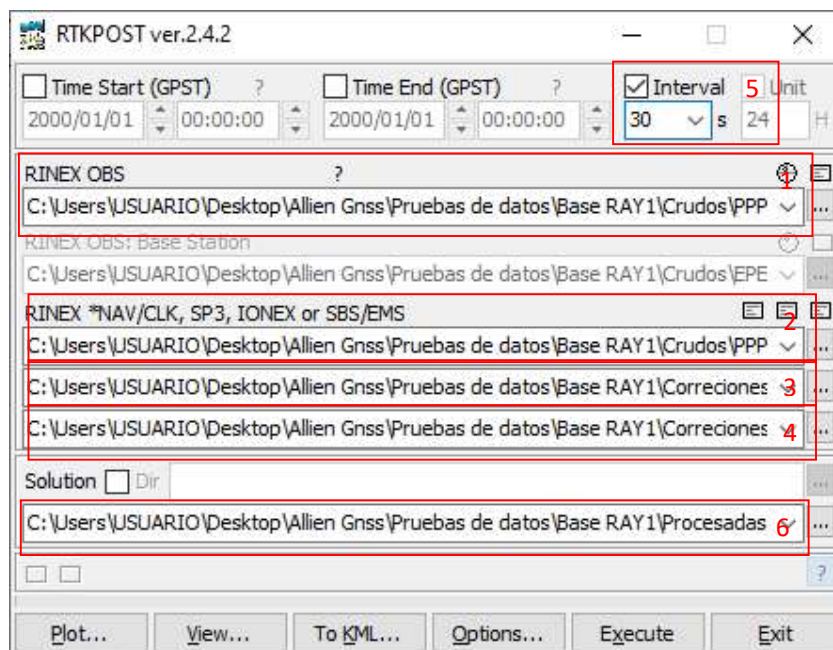 RTKPOST ver.2.4.2
Time Start (GPST) ? Time End (GPST) ? Interval 5 Unit
2000/01/01 00:00:00 2000/01/01 00:00:00 30 s 24 H
RINEX OBS ? 1
C:\Users\USUARIO\Desktop\Allien Gnss\Pruebas de datos\Base RAY1\Crudos\PPP ...
RINEX OBS: Base Station ?
C:\Users\USUARIO\Desktop\Allien Gnss\Pruebas de datos\Base RAY1\Crudos\EPE ...
RINEX *NAV/CLK, SP3, IONEX or SBS/EMS 2
C:\Users\USUARIO\Desktop\Allien Gnss\Pruebas de datos\Base RAY1\Crudos\PPP ...
C:\Users\USUARIO\Desktop\Allien Gnss\Pruebas de datos\Base RAY1\Correciones 3 ...
C:\Users\USUARIO\Desktop\Allien Gnss\Pruebas de datos\Base RAY1\Correciones 4 ...
Solution Dir ...
C:\Users\USUARIO\Desktop\Allien Gnss\Pruebas de datos\Base RAY1\Procesadas 6 ...
?
Plot... View... To KML... Options... Execute Exit